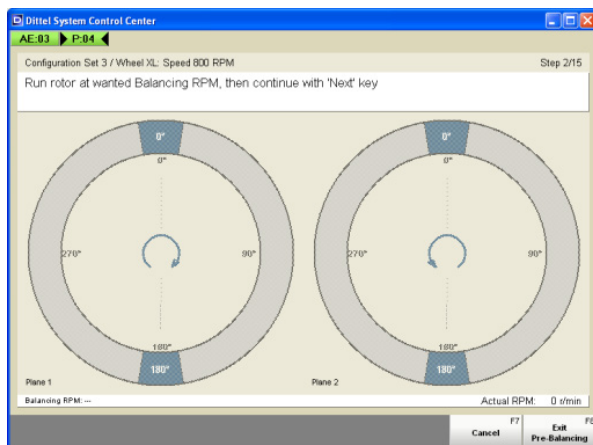 Dittel System Control Center
AE:03 P:04
Configuration Set 3 / Wheel XL: Speed 800 RPM Step 2/15
Run rotor at wanted Balancing RPM, then continue with 'Next' key
0° 0°
0° 0°
270° 90° 270° 90°
180° 180°
180° 180°
Plane 1 Plane 2
Balancing RPM: -- Actual RPM: 0 r/min
F7 F8
Cancel Exit
Pre-Balancing